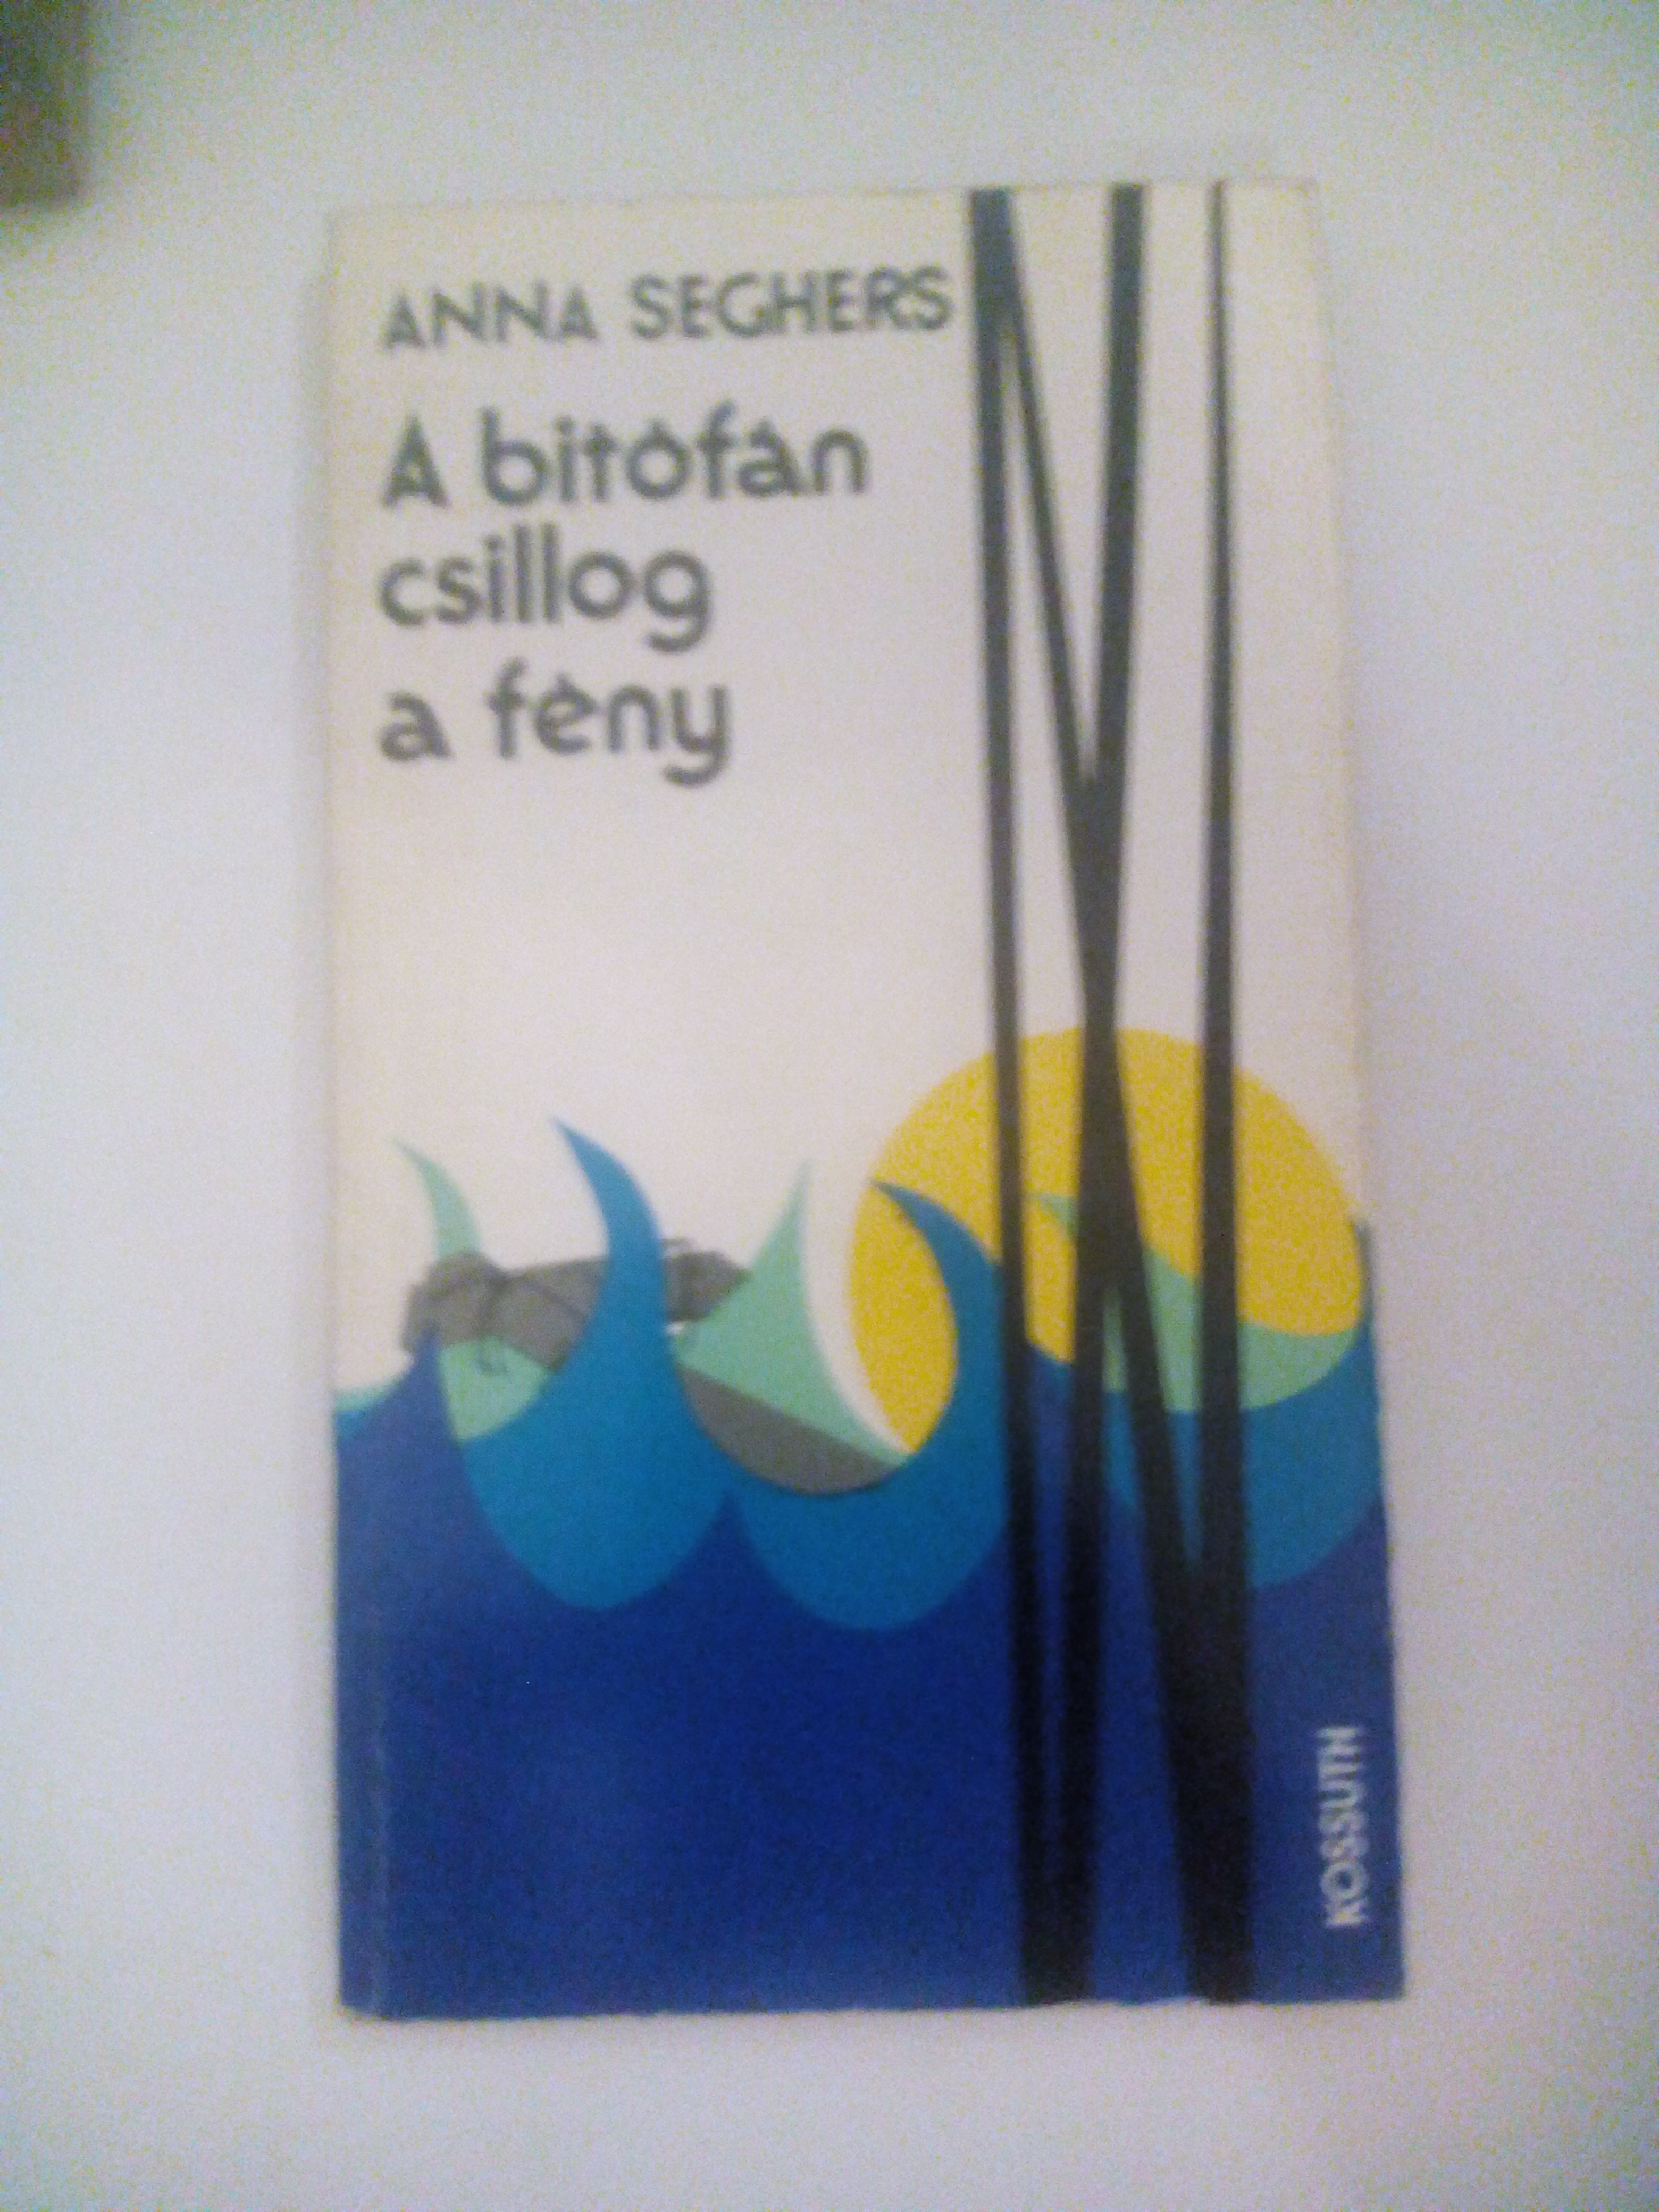 ANNA SEGHERS
A bitófán
csillog
a fény
KOSSUTH